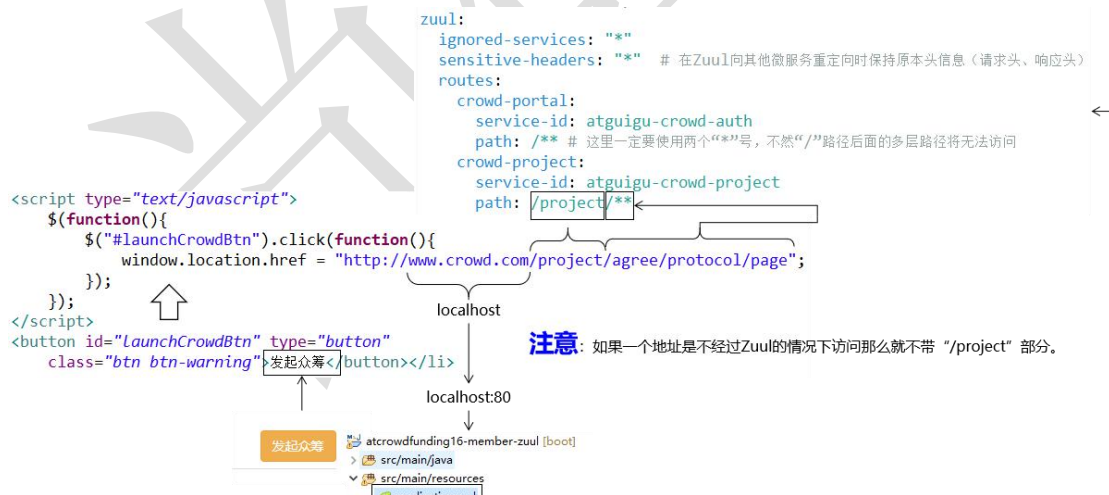 zuul:
ignored-services: "*"
sensitive-headers: "*" # 在Zuul向其他微服务重定向时保持原本头信息（请求头、响应头）
routes:
crowd-portal:
service-id: atguigu-crowd-auth
path: /** # 这里一定要使用两个“*”号，不然“/”路径后面的多层路径将无法访问
crowd-project:
service-id: atguigu-crowd-project
path: /project/**
<script type="text/javascript">
$(function(){
$("#launchCrowdBtn").click(function(){
window.location.href = "http://www.crowd.com/project/agree/protocol/page";
});
});
</script>
<button id="launchCrowdBtn" type="button"
class="btn btn-warning">发起众筹</button></li>
localhost
注意：如果一个地址是不经过Zuul的情况下访问那么就不带“/project”部分。
localhost:80
发起众筹
atcrowdfunding16-member-zuul [boot]
src/main/java
src/main/resources